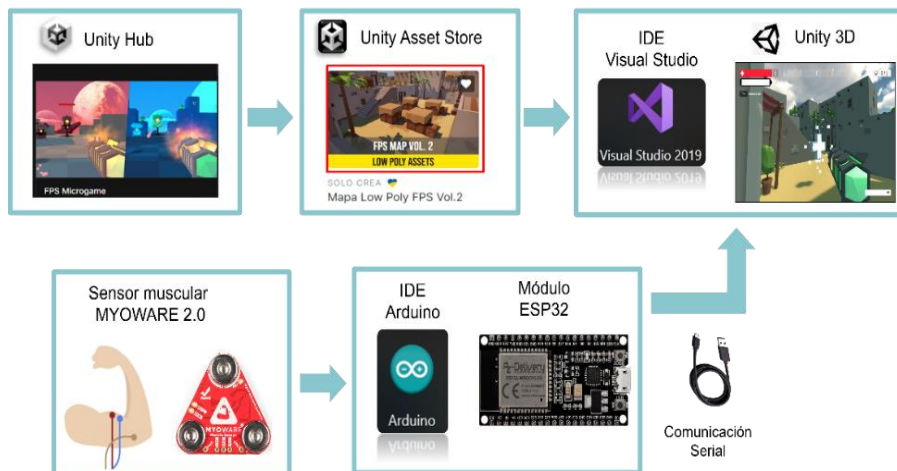 Unity Hub
FPS Microgame
Unity Asset Store
FPS MAP VOL. 2
LOW POLY ASSETS
SOLO CREA
Mapa Low Poly FPS Vol.2
IDE
Visual Studio
Visual Studio 2019
Unity 3D
Sensor muscular
MYOWARE 2.0
MYOWARE
IDE
Arduino
Arduino
Módulo
ESP32
Comunicación
Serial